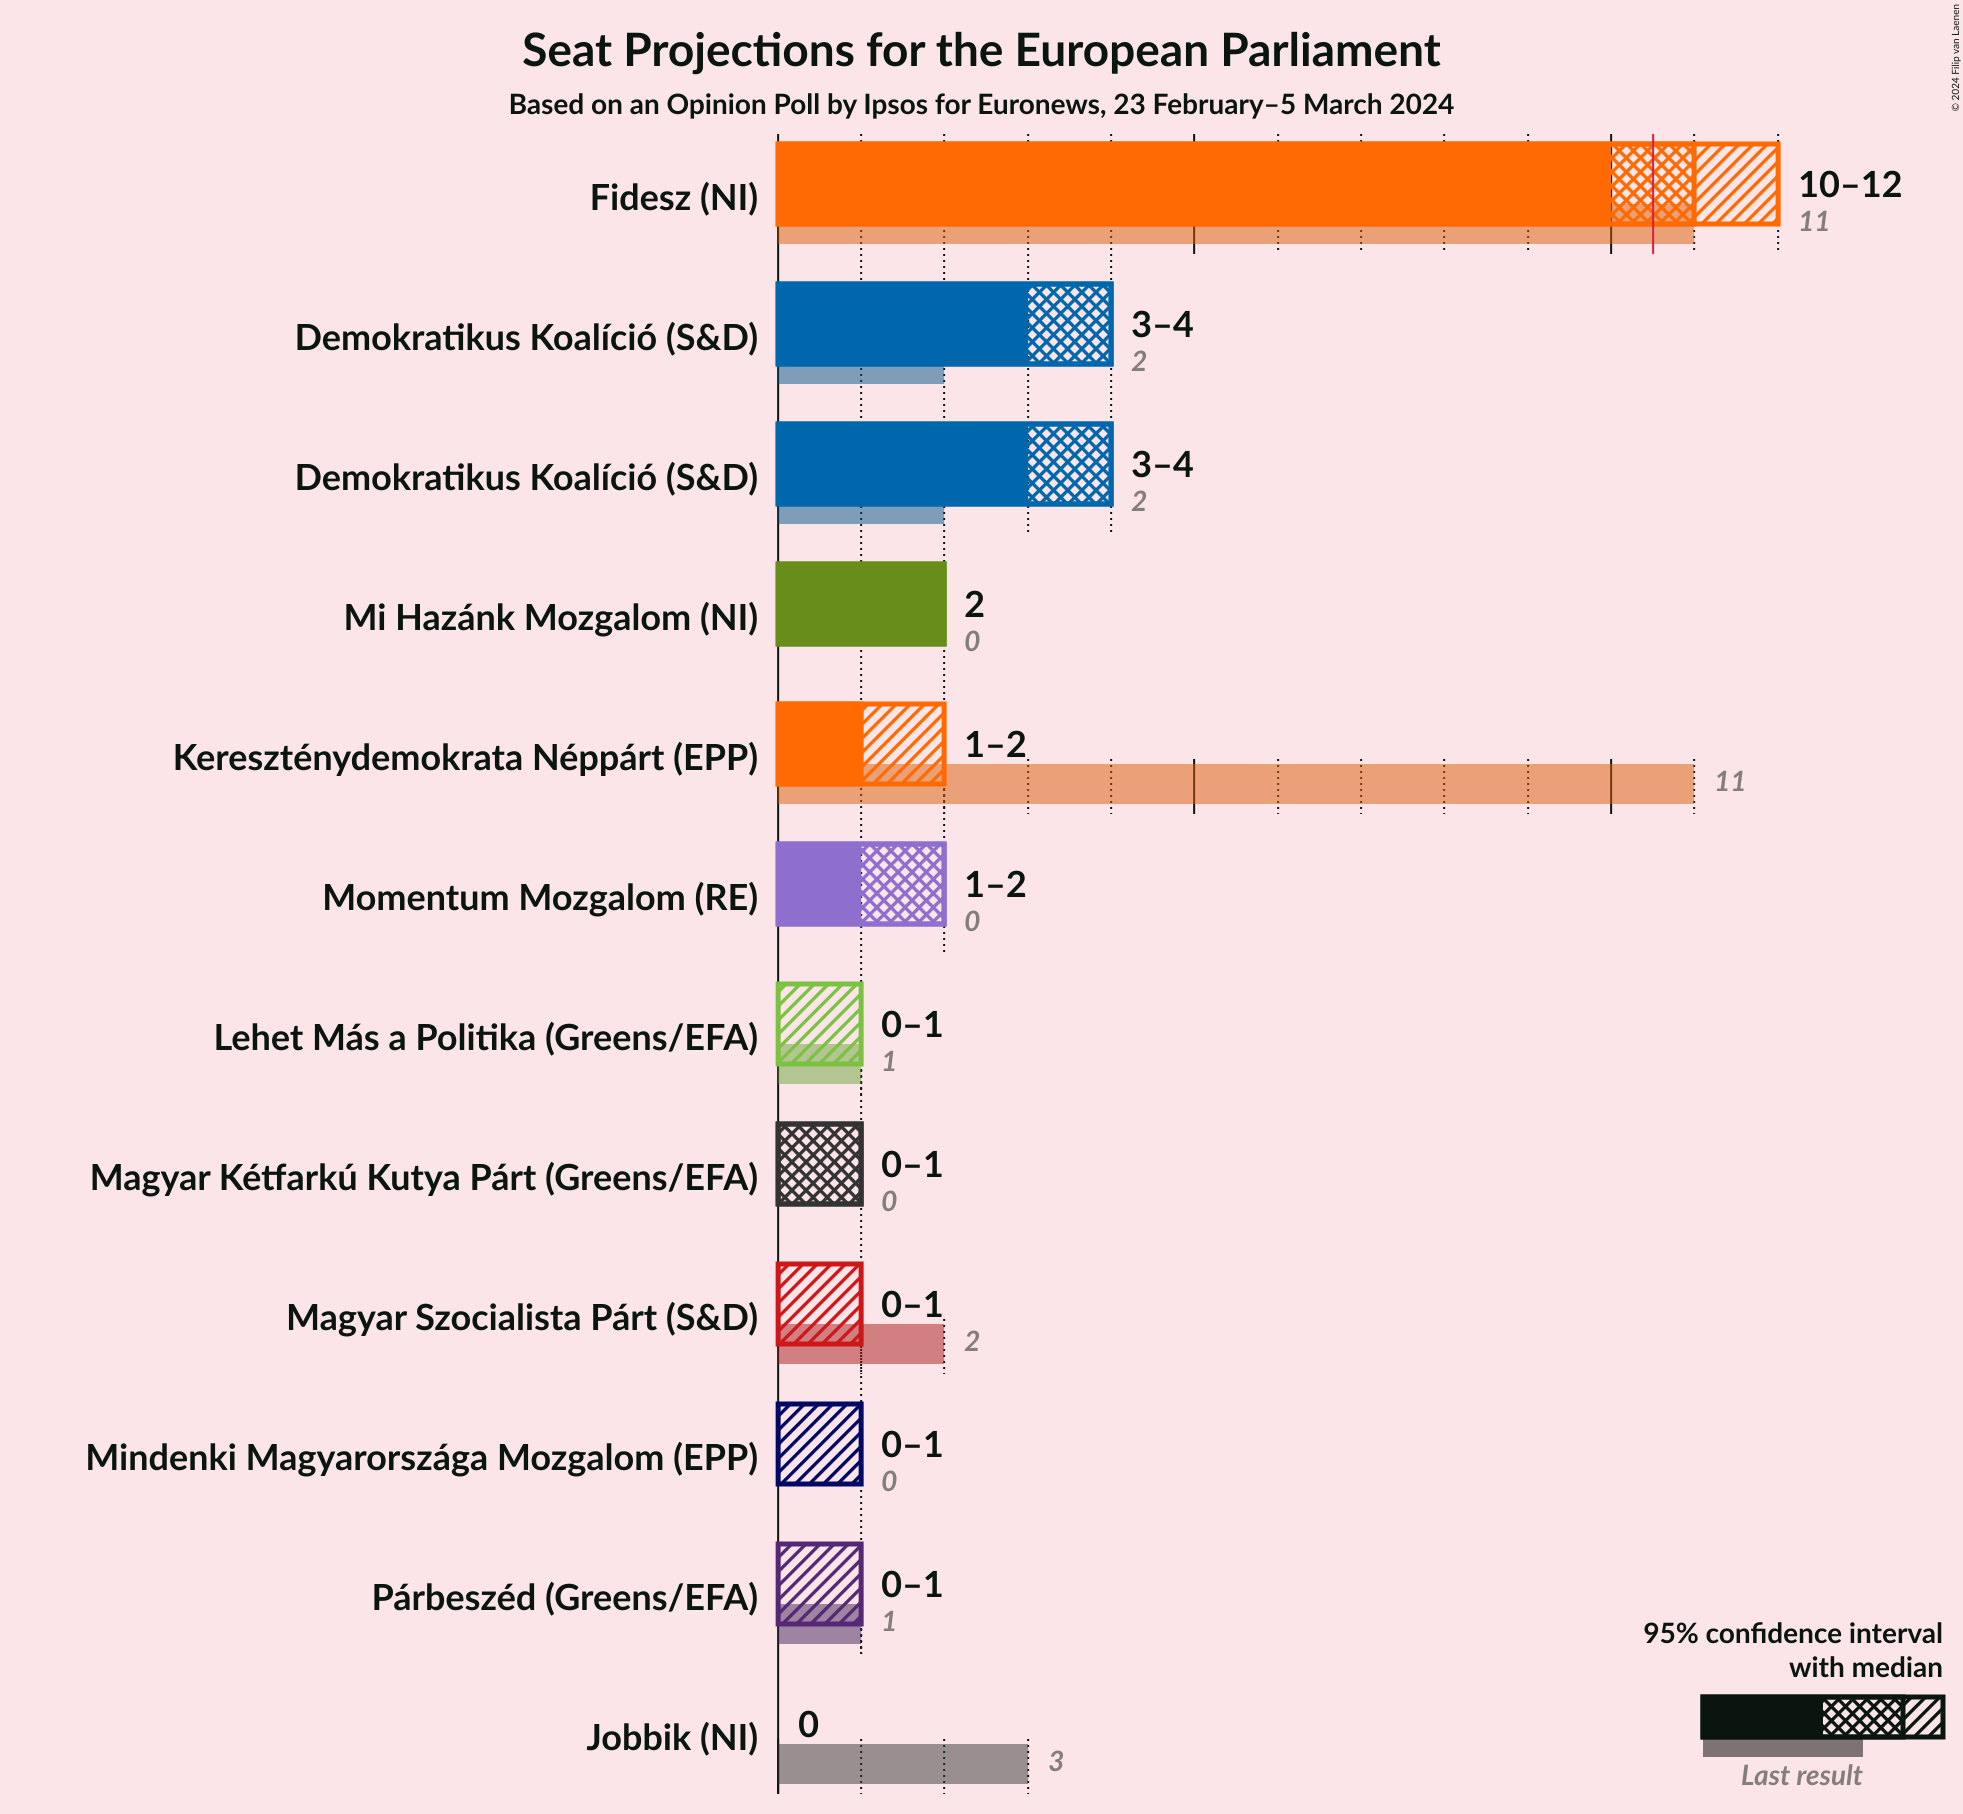 Seat Projections for the European Parliament
Based on an Opinion Poll by Ipsos for Euronews, 23 February–5 March 2024
© 2024 Filip van Laenen
Fidesz (NI)
10–12
11
Demokratikus Koalíció (S&D)
3–4
2
Demokratikus Koalíció (S&D)
3–4
2
Mi Hazánk Mozgalom (NI)
2
0
Kereszténydemokrata Néppárt (EPP)
1–2
11
Momentum Mozgalom (RE)
1–2
0
Lehet Más a Politika (Greens/EFA)
0–1
1
Magyar Kétfarkú Kutya Párt (Greens/EFA)
0–1
0
Magyar Szocialista Párt (S&D)
0–1
2
Mindenki Magyarországa Mozgalom (EPP)
0–1
0
Párbeszéd (Greens/EFA)
0–1
1
Jobbik (NI)
0
3
95% confidence interval
with median
Last result